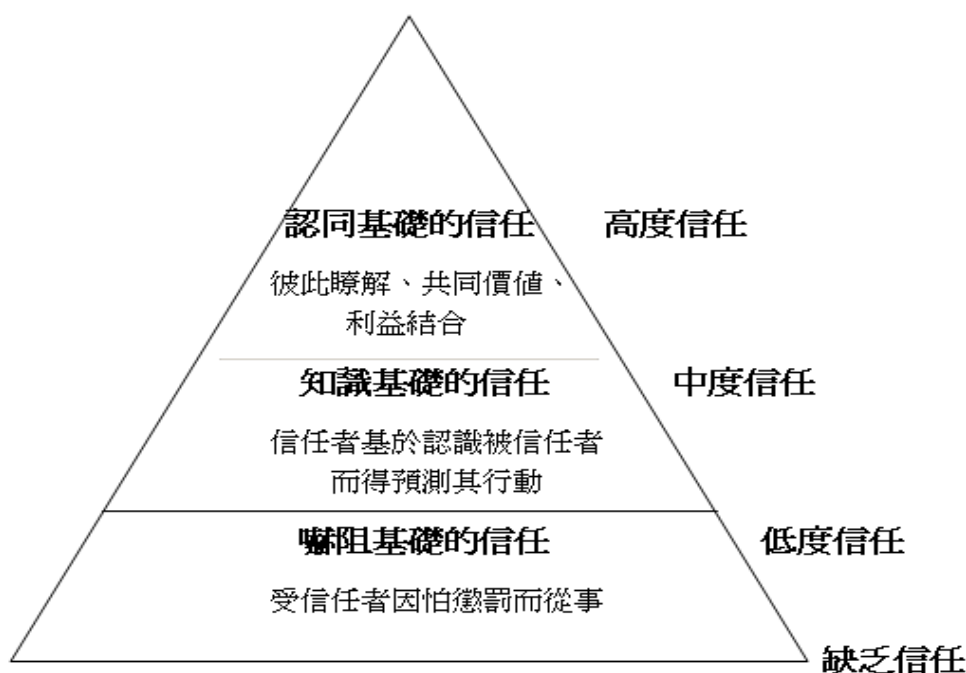 認同基礎的信任 高度信任
彼此瞭解、共同價值、
利益結合
知識基礎的信任 中度信任
信任者基於認識被信任者
而得預測其行動
嚇阻基礎的信任 低度信任
受信任者因怕懲罰而從事
缺乏信任